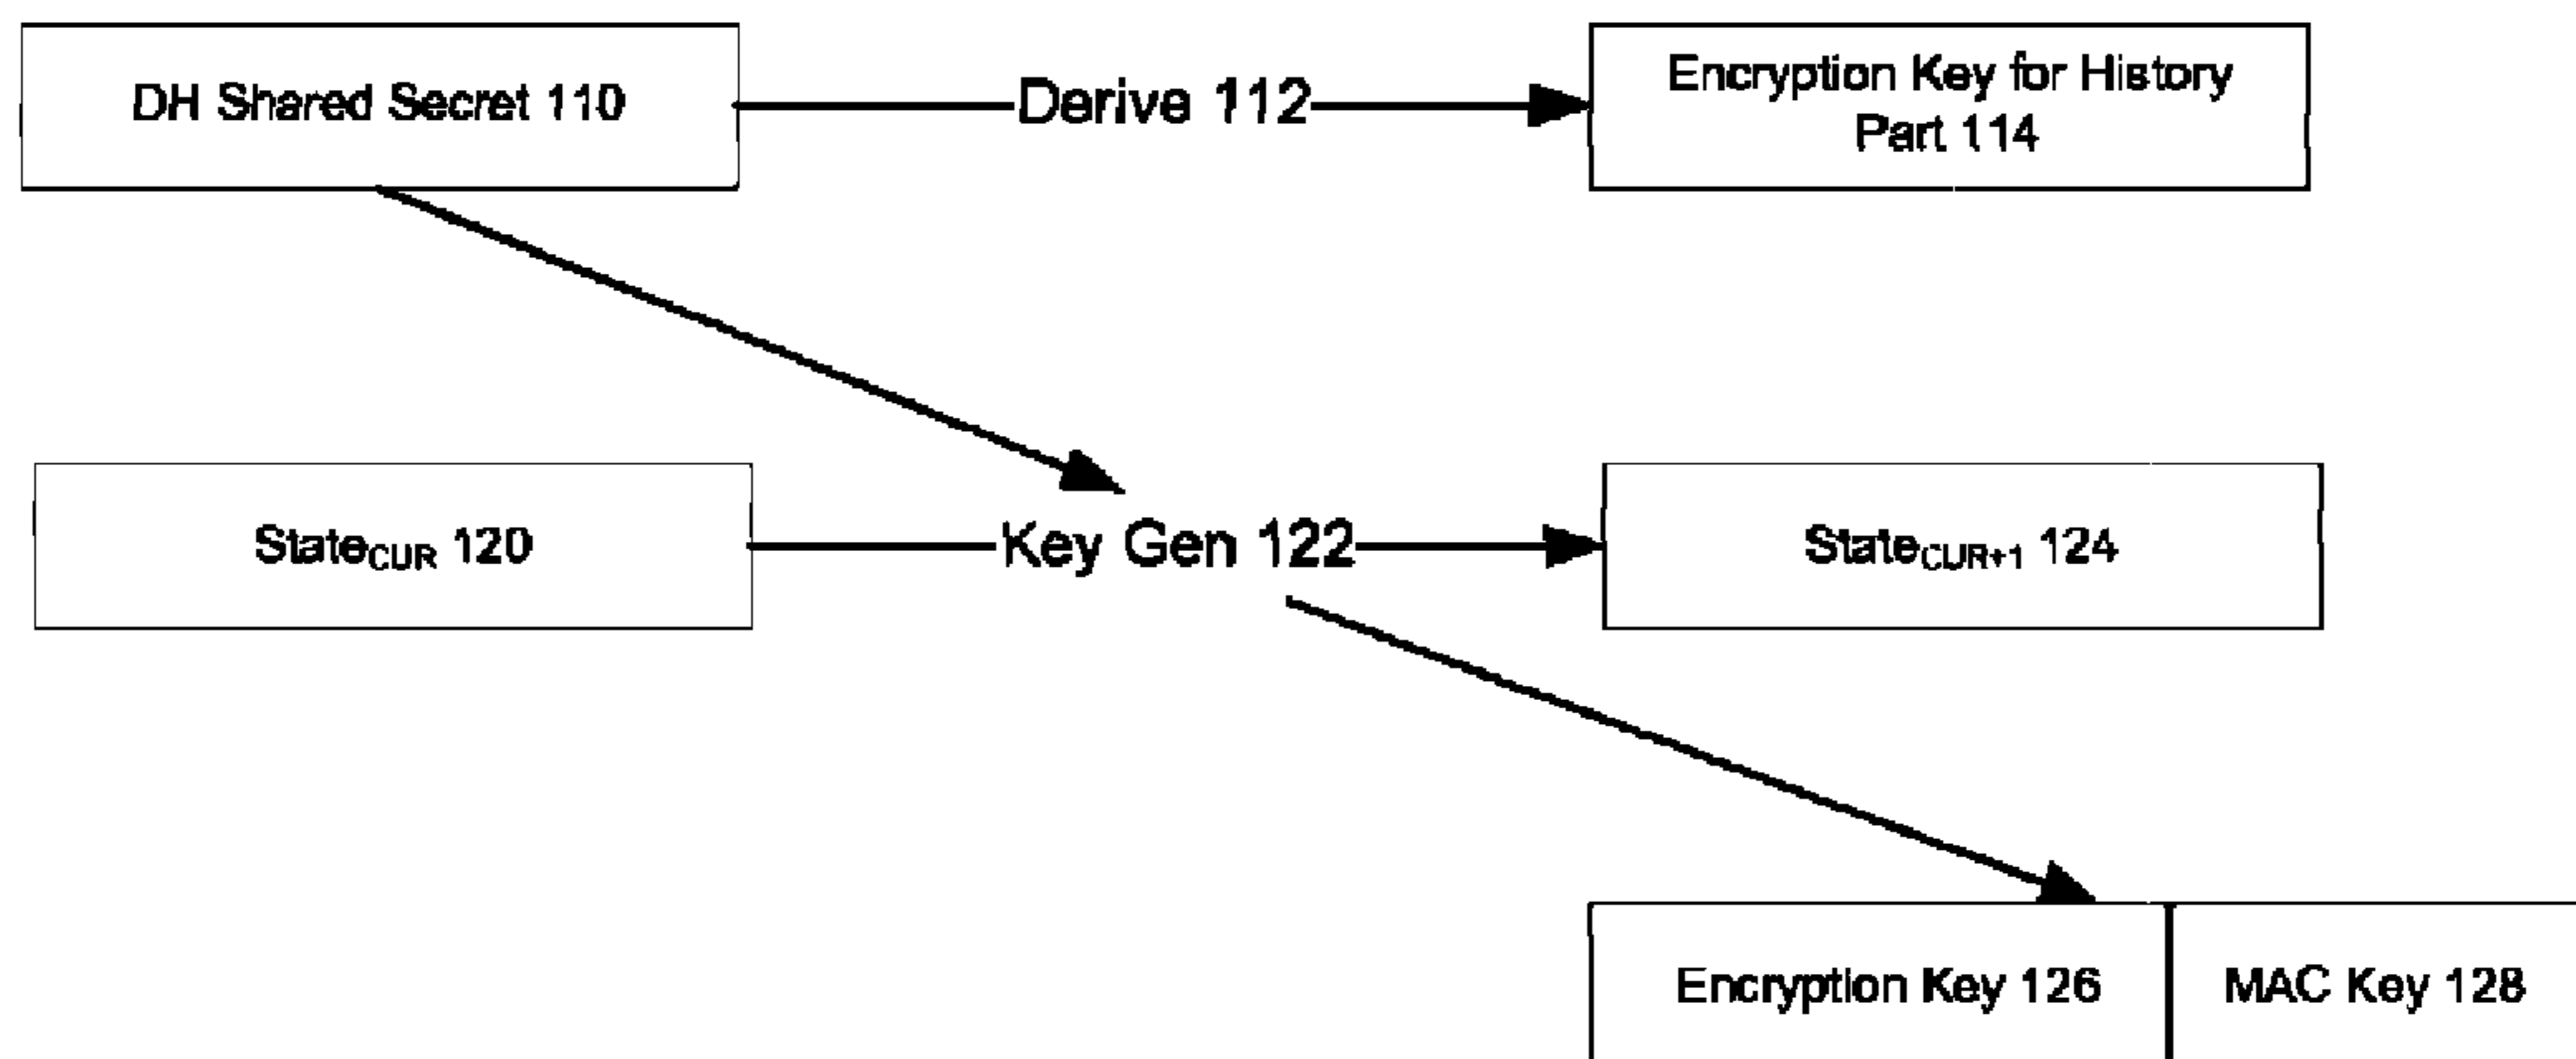 DH Shared Secret 110
Derive 112
Encryption Key for History
Part 114
StateCUR 120
Key Gen 122
StateCUR+1 124
Encryption Key 126
MAC Key 128